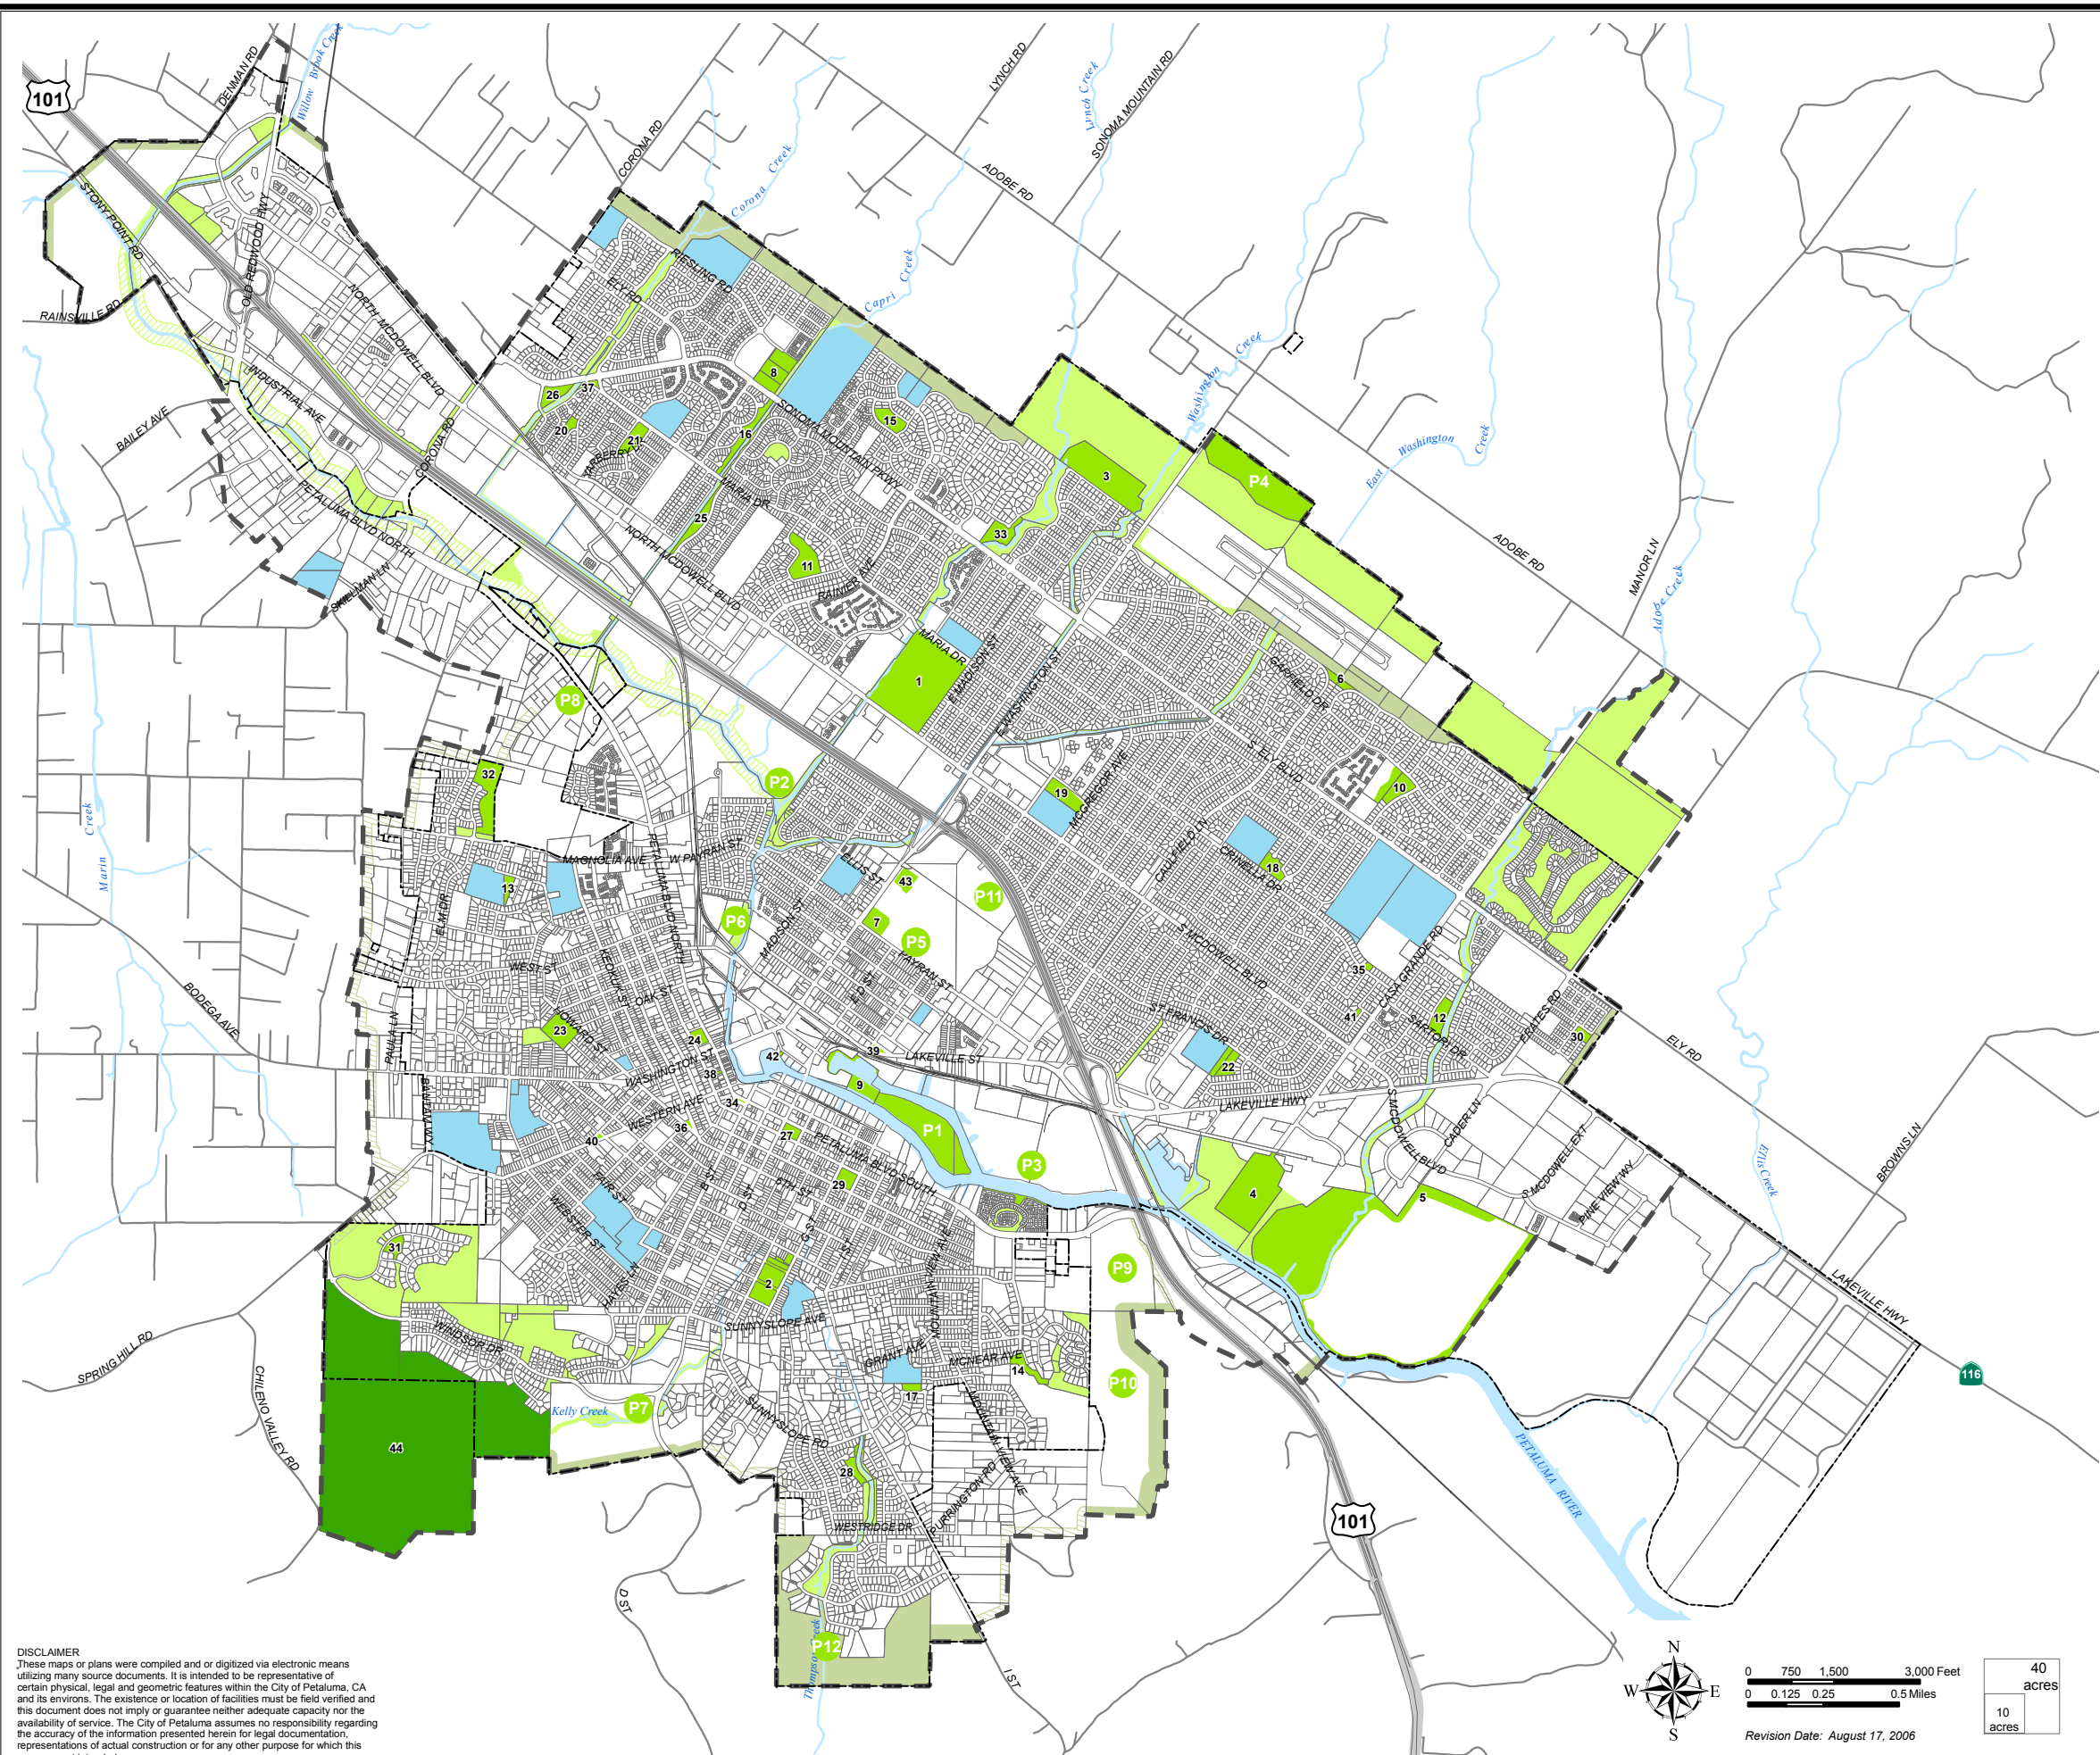 DENMAN RD
Willow Brook Creek
101
CORONA RD
LYNCH RD
Lynch Creek
SONOMA MOUNTAIN RD
ADOBE RD
Corona Creek
STONY POINT RD
OLD REDWOOD HWY
RIESLING RD
ELY RD
Capri Creek
RAINSVILLE RD
NORTH MCDOWELL BLVD
Washington Creek
INDUSTRIAL AVE
BAILEY AVE
CORONA RD
8
26
37
20
21
16
15
SONOMA MOUNTAIN PKWY
East Washington Creek
3
P4
MARIA DR
25
33
PETALUMA BLVD NORTH
NORTH MCDOWELL BLVD
11
RAINIER AVE
ADOBE RD
MANOR LN
Adobe Creek
SKILLMAN LN
MARIA DR
E MADISON ST
E WASHINGTON ST
1
GARFIELD DR
6
P8
S ELY BLVD
32
P2
19
MCGREGOR AVE
10
Marin Creek
MAGNOLIA AVE
W PAYRAN ST
PETALUMA BLVD NORTH
ELLIS ST
43
CAULFIELD LN
CRINELLA DR
18
13
ELM DR
P6
MADISON ST
7
P5
PAYRAN ST
P11
S MCDOWELL BLVD
CASA GRANDE RD
35
WEST ST
KEOKUK ST
OAK ST
E D ST
BODEGA AVE
PAULA LN
23
HOWARD ST
24
38
WASHINGTON ST
42
39
LAKEVILLE ST
ST FRANCIS DR
22
41
12
SARTORI DR
FRATES RD
30
ELY RD
BANTAM WY
WESTERN AVE
34
36
40
9
P1
27
PETALUMA BLVD SOUTH
LAKEVILLE HWY
S MCDOWELL BLVD
CADER LN
S MCDOWELL EXT
PINE VIEW WY
Ellis Creek
BROWNS LN
FAIR ST
WEBSTER ST
B ST
D ST
6TH ST
29
G ST
I ST
P3
4
5
31
HAYES LN
2
MOUNTAIN VIEW AVE
P9
LAKEVILLE HWY
SUNNYSLOPE AVE
WINDSOR DR
SPRING HILL RD
CHILENO VALLEY RD
GRANT AVE
MCNEAR AVE
14
17
P10
116
Kelly Creek
P7
SUNNYSLOPE RD
MOUNTAIN VIEW AVE
44
28
PURRINGTON RD
WESTRIDGE DR
101
PETALUMA RIVER
D ST
P12
Thompson Creek
I ST
DISCLAIMER
These maps or plans were compiled and or digitized via electronic means
utilizing many source documents. It is intended to be representative of
certain physical, legal and geometric features within the City of Petaluma, CA
and its environs. The existence or location of facilities must be field verified and
this document does not imply or guarantee neither adequate capacity nor the
availability of service. The City of Petaluma assumes no responsibility regarding
the accuracy of the information presented herein for legal documentation,
representations of actual construction or for any other purpose for which this
N
W E
S
0 750 1,500 3,000 Feet
0 0.125 0.25 0.5 Miles
Revision Date: August 17, 2006
40
acres
10
acres